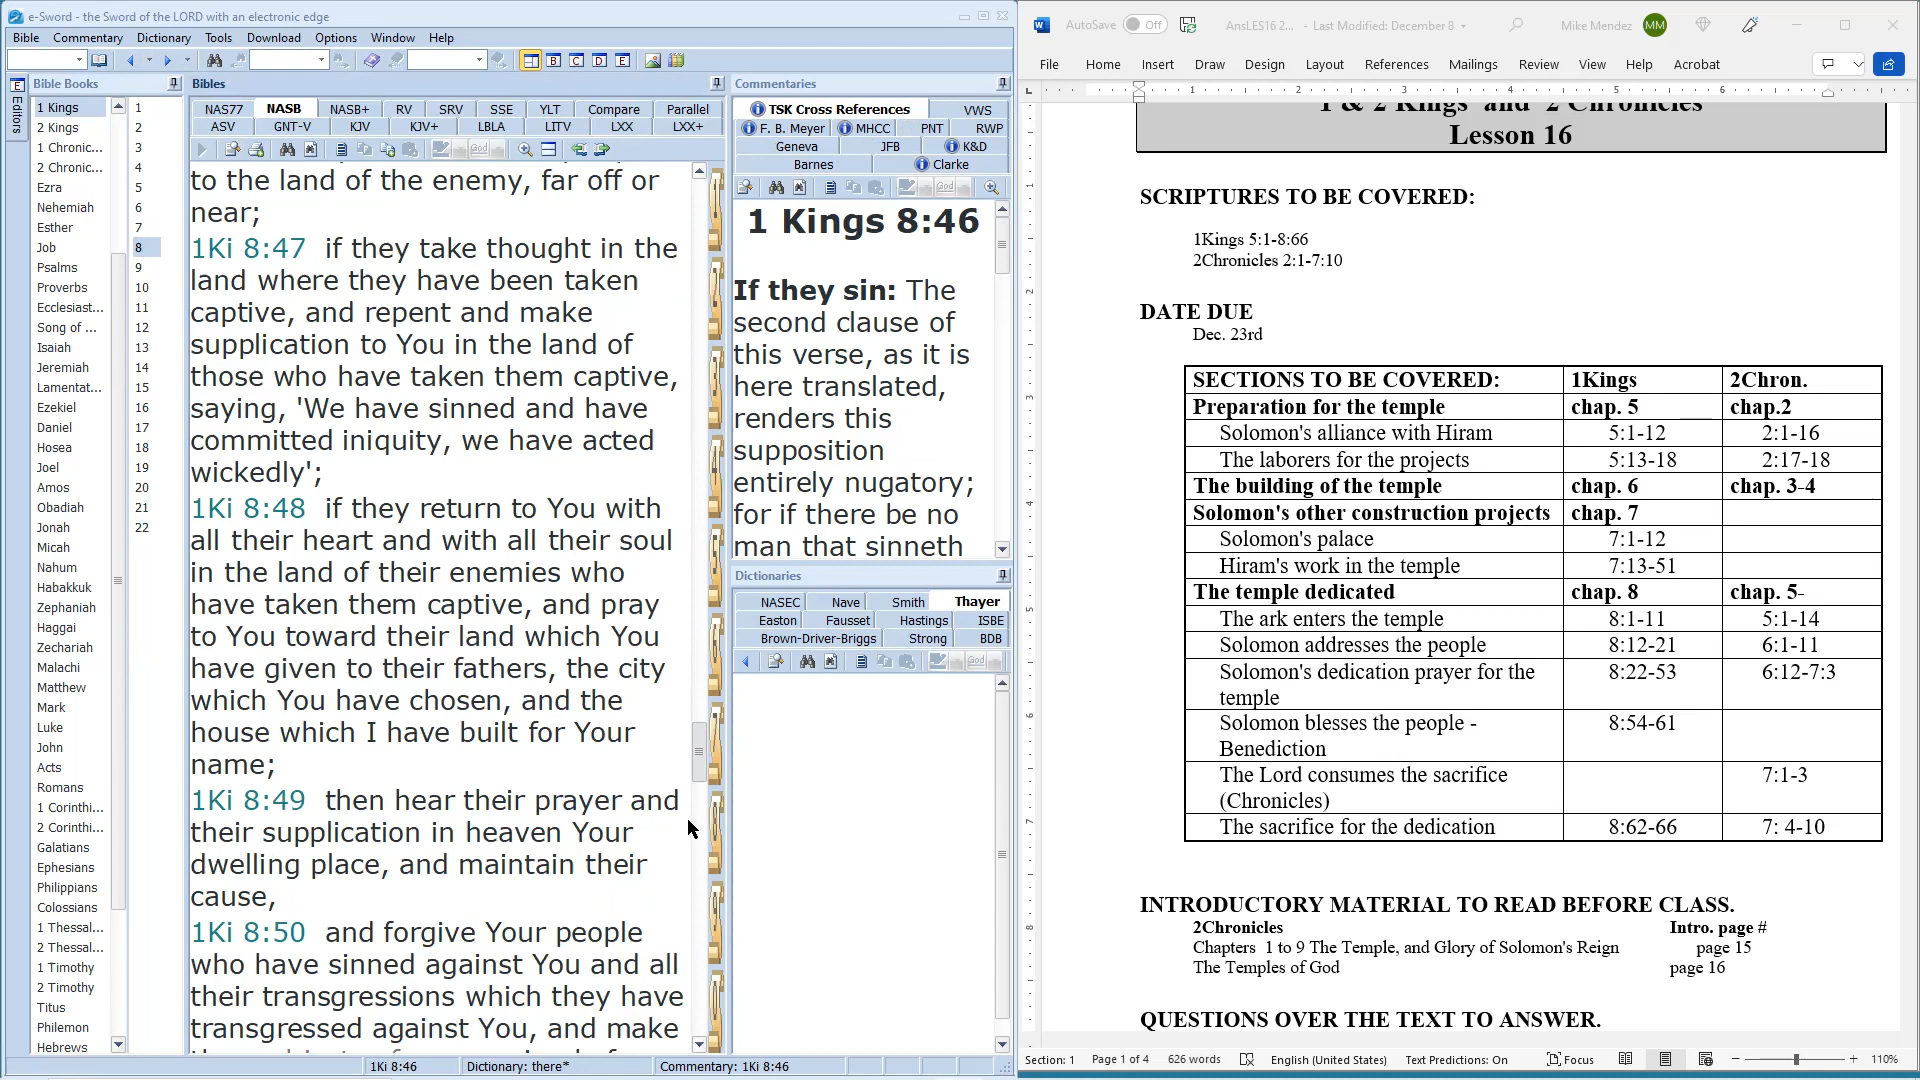 e-Sword - the Sword of the LORD with an electronic edge
Bible Commentary Dictionary Tools Download Options Window Help
B C D E
Editors
Bible Books
1 Kings
2 Kings
1 Chronic...
2 Chronic...
Ezra
Nehemiah
Esther
Job
Psalms
Proverbs
Ecclesiast...
Song of ...
Isaiah
Jeremiah
Lamentat...
Ezekiel
Daniel
Hosea
Joel
Amos
Obadiah
Jonah
Micah
Nahum
Habakkuk
Zephaniah
Haggai
Zechariah
Malachi
Matthew
Mark
Luke
John
Acts
Romans
1 Corinthi...
2 Corinthi...
Galatians
Ephesians
Philippians
Colossians
1 Thessal...
2 Thessal...
1 Timothy
2 Timothy
Titus
Philemon
Hebrews
1
2
3
4
5
6
7
8
9
10
11
12
13
14
15
16
17
18
19
20
21
22
Bibles
NAS77 NASB NASB+ RV SRV SSE YLT Compare Parallel
ASV GNT-V KJV KJV+ LBLA LITV LXX LXX+
God
to the land of the enemy, far off or
near;
1Ki 8:47 if they take thought in the
land where they have been taken
captive, and repent and make
supplication to You in the land of
those who have taken them captive,
saying, 'We have sinned and have
committed iniquity, we have acted
wickedly';
1Ki 8:48 if they return to You with
all their heart and with all their soul
in the land of their enemies who
have taken them captive, and pray
to You toward their land which You
have given to their fathers, the city
which You have chosen, and the
house which I have built for Your
name;
1Ki 8:49 then hear their prayer and
their supplication in heaven Your
dwelling place, and maintain their
cause,
1Ki 8:50 and forgive Your people
who have sinned against You and all
their transgressions which they have
transgressed against You, and make
Commentaries
TSK Cross References VWS
F. B. Meyer MHCC PNT RWP
Geneva JFB K&D
Barnes Clarke
God
1 Kings 8:46
If they sin: The
second clause of
this verse, as it is
here translated,
renders this
supposition
entirely nugatory;
for if there be no
man that sinneth
Dictionaries
NASEC Nave Smith Thayer
Easton Fausset Hastings ISBE
Brown-Driver-Briggs Strong BDB
God
1Ki 8:46 Dictionary: there* Commentary: 1Ki 8:46
AutoSave Off AnsLES16 2... - Last Modified: December 8 Mike Mendez MM
File Home Insert Draw Design Layout References Mailings Review View Help Acrobat
1 2 3 4 5 6
1 & 2 Kings and 2 Chronicles
Lesson 16
SCRIPTURES TO BE COVERED:
1Kings 5:1-8:66
2Chronicles 2:1-7:10
DATE DUE
Dec. 23rd
SECTIONS TO BE COVERED: 1Kings 2Chron.
Preparation for the temple chap. 5 chap.2
Solomon's alliance with Hiram 5:1-12 2:1-16
The laborers for the projects 5:13-18 2:17-18
The building of the temple chap. 6 chap. 3-4
Solomon's other construction projects chap. 7
Solomon's palace 7:1-12
Hiram's work in the temple 7:13-51
The temple dedicated chap. 8 chap. 5-
The ark enters the temple 8:1-11 5:1-14
Solomon addresses the people 8:12-21 6:1-11
Solomon's dedication prayer for the 8:22-53 6:12-7:3
temple
Solomon blesses the people - 8:54-61
Benediction
The Lord consumes the sacrifice 7:1-3
(Chronicles)
The sacrifice for the dedication 8:62-66 7: 4-10
INTRODUCTORY MATERIAL TO READ BEFORE CLASS.
2Chronicles Intro. page #
Chapters 1 to 9 The Temple, and Glory of Solomon's Reign page 15
The Temples of God page 16
QUESTIONS OVER THE TEXT TO ANSWER.
Section: 1 Page 1 of 4 626 words English (United States) Text Predictions: On Focus 110%